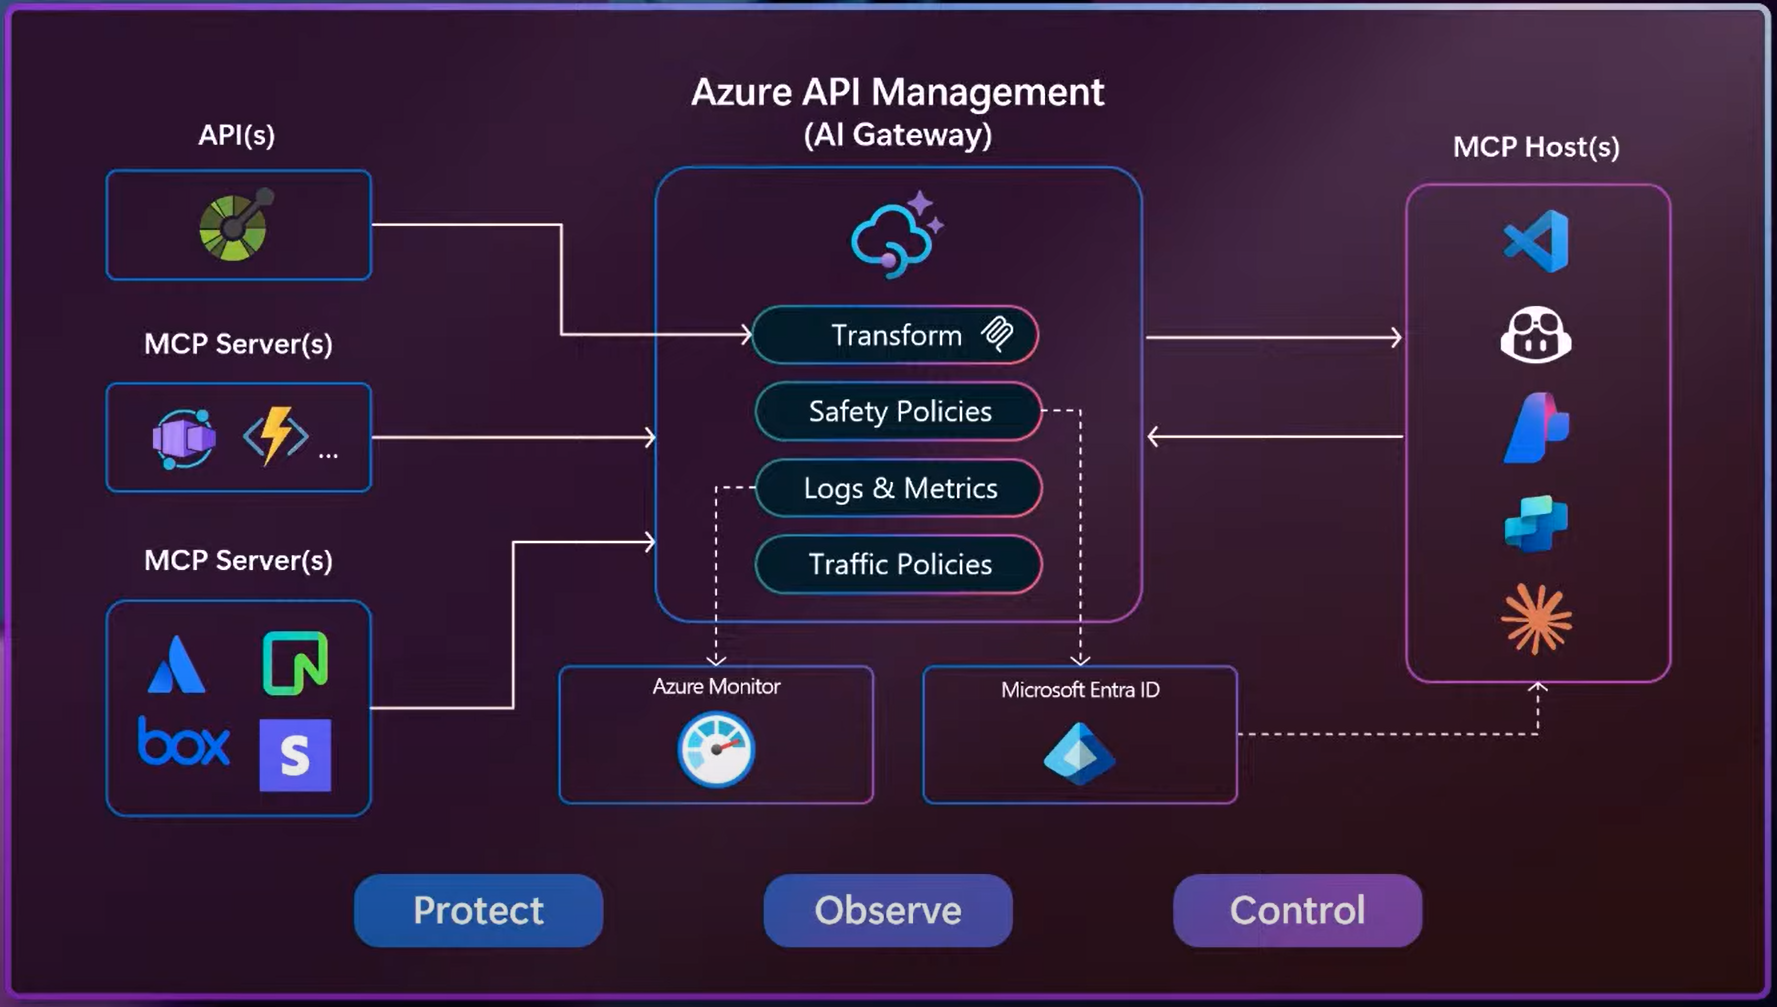 Azure API Management
(AI Gateway)
API(s)
MCP Host(s)
Transform
MCP Server(s)
Safety Policies
...
Logs & Metrics
MCP Server(s)
Traffic Policies
Azure Monitor
Microsoft Entra ID
box
S
Protect
Observe
Control